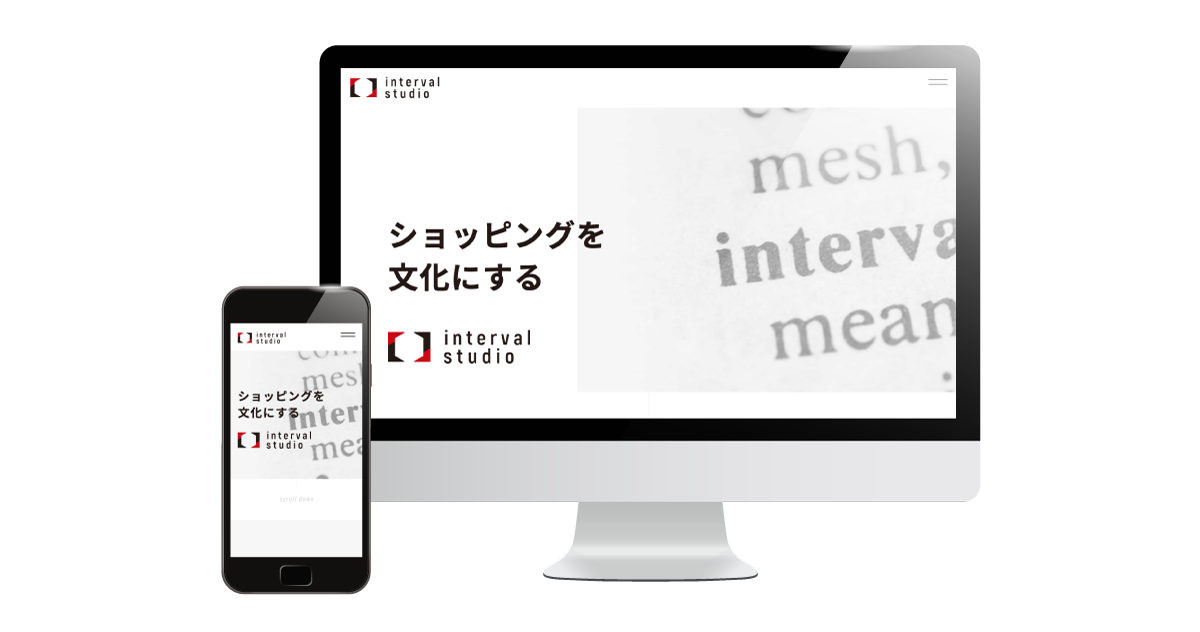 interval
studio
mesh,
interva
mean
ショッピングを
文化にする
interval
studio
interval
studio
mesh
ショッピングを
文化にする
inter
interval
studio
mea
scroll down